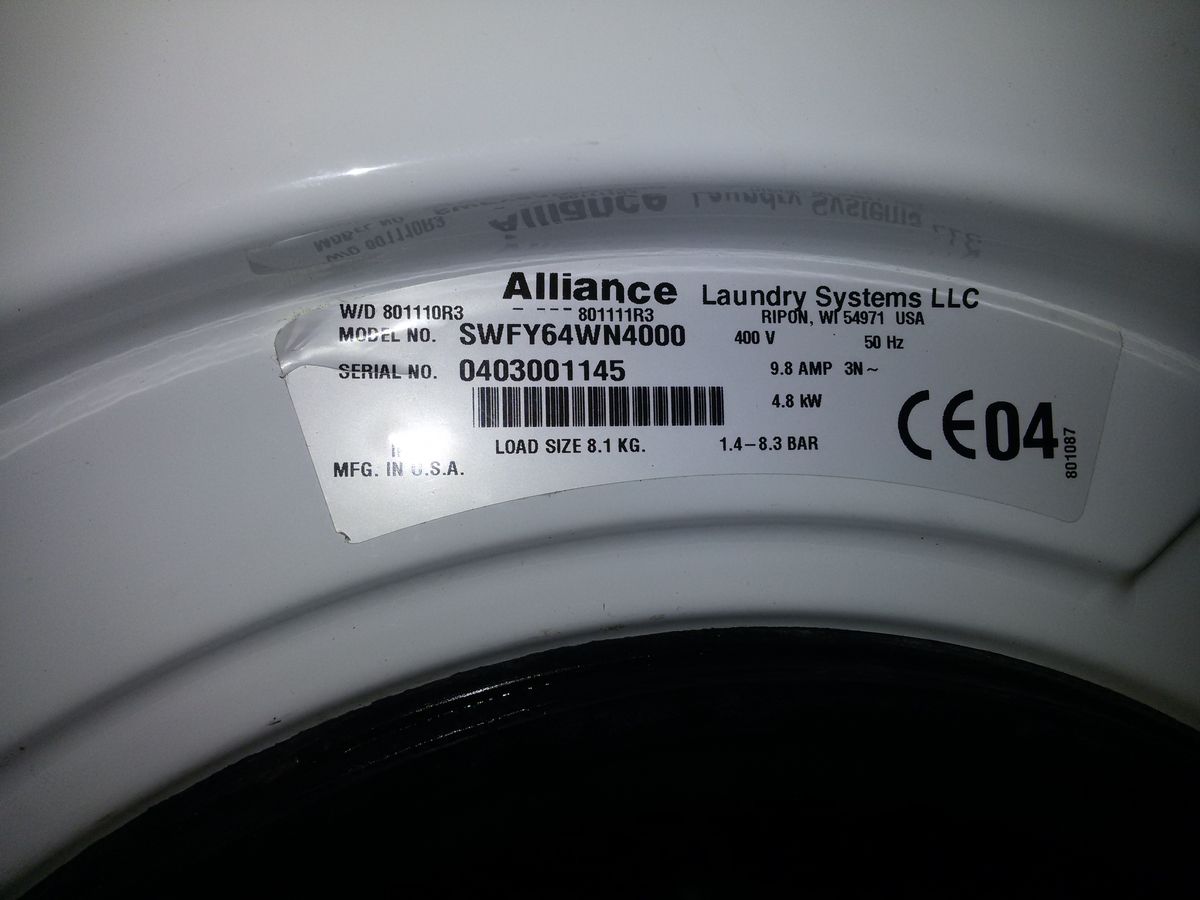 Alliance Laundry Systems LLC
W/D 801110R3 801111R3 RIPON, WI 54971 USA
MODEL NO. SWFY64WN4000 400 V 50 Hz
SERIAL NO. 0403001145 9.8 AMP 3N~
4.8 kW
LOAD SIZE 8.1 KG. 1.4-8.3 BAR
MFG. IN U.S.A.
CE 04
801087